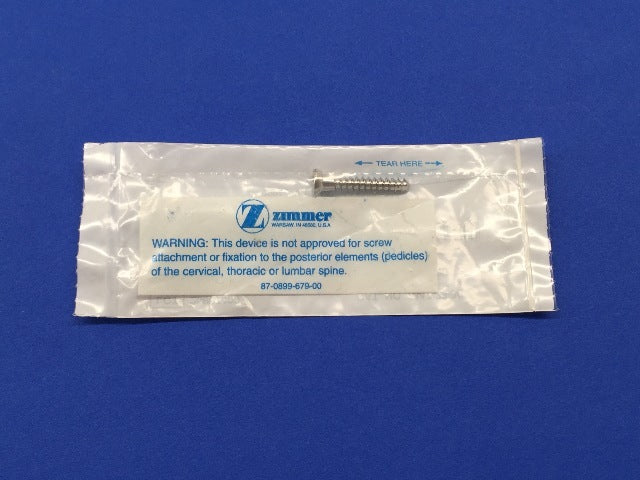 TEAR HERE
Z zimmer
WARSAW, IN 46580, U.S.A
WARNING: This device is not approved for screw
attachment or fixation to the posterior elements (pedicles)
of the cervical, thoracic or lumbar spine.
87-0899-679-00